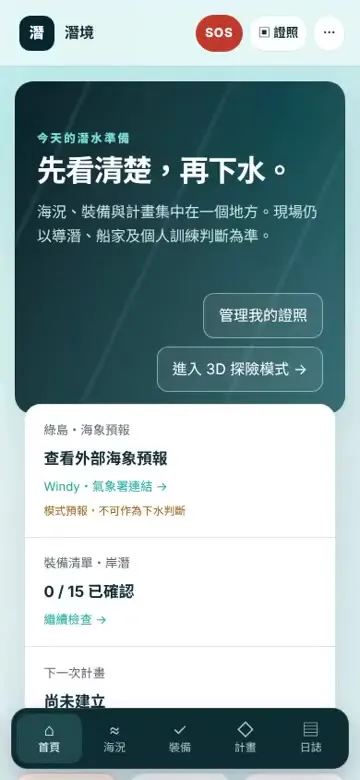 潛 潛境 SOS ▣ 證照 ···
今天的潛水準備
先看清楚，再下水。
海況、裝備與計畫集中在一個地方。現場仍
以導潛、船家及個人訓練判斷為準。
管理我的證照
進入 3D 探險模式 →
綠島・海象預報
查看外部海象預報
Windy・氣象署連結 →
模式預報，不可作為下水判斷
裝備清單・岸潛
0 / 15 已確認
繼續檢查 →
下一次計畫
尚未建立
首頁 海況 裝備 計畫 日誌